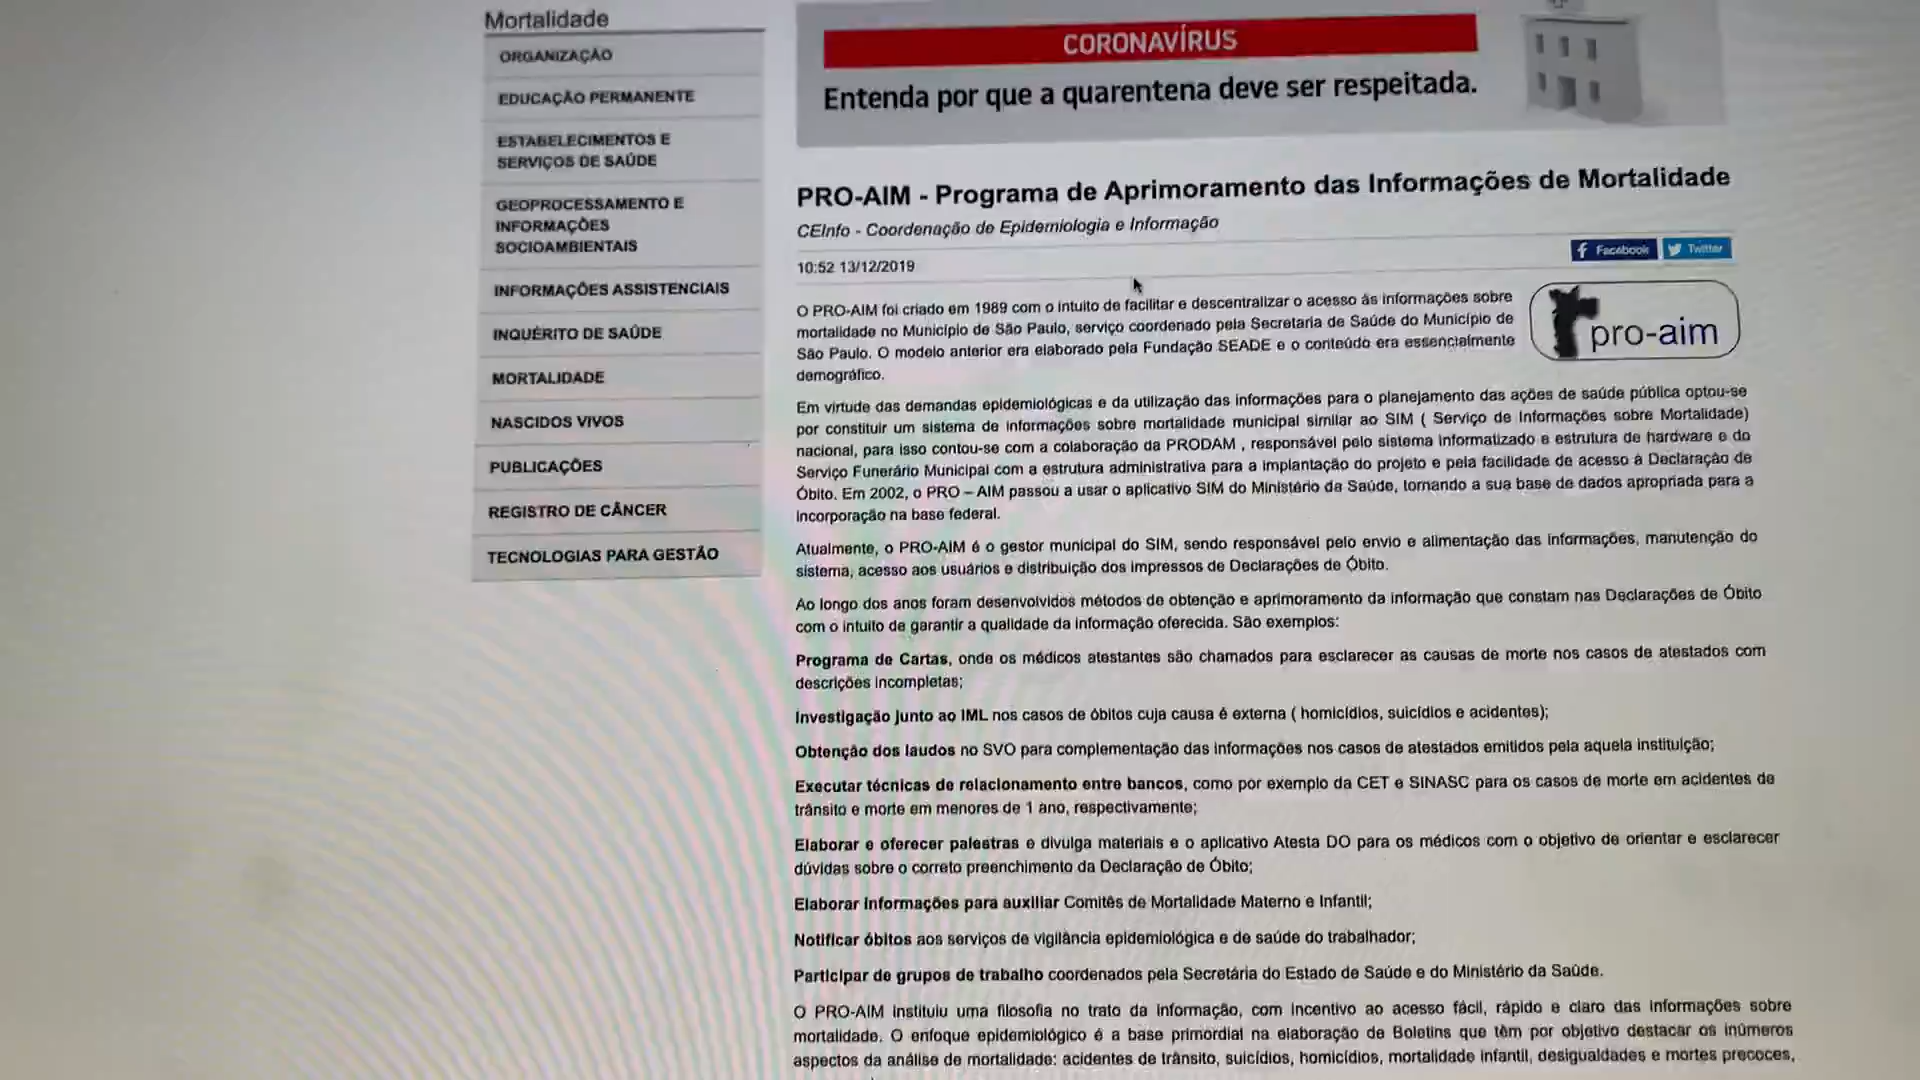 Mortalidade
ORGANIZAÇÃO
EDUCAÇÃO PERMANENTE
ESTABELECIMENTOS E
SERVIÇOS DE SAÚDE
GEOPROCESSAMENTO E
INFORMAÇÕES
SOCIOAMBIENTAIS
INFORMAÇÕES ASSISTENCIAIS
INQUÉRITO DE SAÚDE
MORTALIDADE
NASCIDOS VIVOS
PUBLICAÇÕES
REGISTRO DE CÂNCER
TECNOLOGIAS PARA GESTÃO
CORONAVÍRUS
Entenda por que a quarentena deve ser respeitada.
PRO-AIM - Programa de Aprimoramento das Informações de Mortalidade
CEInfo - Coordenação de Epidemiologia e Informação
Facebook Twitter
10:52 13/12/2019
pro-aim
O PRO-AIM foi criado em 1989 com o intuito de facilitar e descentralizar o acesso às informações sobre
mortalidade no Município de São Paulo, serviço coordenado pela Secretaria de Saúde do Município de
São Paulo. O modelo anterior era elaborado pela Fundação SEADE e o conteúdo era essencialmente
demográfico.
Em virtude das demandas epidemiológicas e da utilização das informações para o planejamento das ações de saúde pública optou-se
por constituir um sistema de informações sobre mortalidade municipal similar ao SIM ( Serviço de Informações sobre Mortalidade)
nacional, para isso contou-se com a colaboração da PRODAM , responsável pelo sistema informatizado e estrutura de hardware e do
Serviço Funerário Municipal com a estrutura administrativa para a implantação do projeto e pela facilidade de acesso à Declaração de
Óbito. Em 2002, o PRO – AIM passou a usar o aplicativo SIM do Ministério da Saúde, tornando a sua base de dados apropriada para a
incorporação na base federal.
Atualmente, o PRO-AIM é o gestor municipal do SIM, sendo responsável pelo envio e alimentação das informações, manutenção do
sistema, acesso aos usuários e distribuição dos impressos de Declarações de Óbito.
Ao longo dos anos foram desenvolvidos métodos de obtenção e aprimoramento da informação que constam nas Declarações de Óbito
com o intuito de garantir a qualidade da informação oferecida. São exemplos:
Programa de Cartas, onde os médicos atestantes são chamados para esclarecer as causas de morte nos casos de atestados com
descrições incompletas;
Investigação junto ao IML nos casos de óbitos cuja causa é externa ( homicídios, suicídios e acidentes);
Obtenção dos laudos no SVO para complementação das informações nos casos de atestados emitidos pela aquela instituição;
Executar técnicas de relacionamento entre bancos, como por exemplo da CET e SINASC para os casos de morte em acidentes de
trânsito e morte em menores de 1 ano, respectivamente;
Elaborar e oferecer palestras e divulga materiais e o aplicativo Atesta DO para os médicos com o objetivo de orientar e esclarecer
dúvidas sobre o correto preenchimento da Declaração de Óbito;
Elaborar informações para auxiliar Comitês de Mortalidade Materno e Infantil;
Notificar óbitos aos serviços de vigilância epidemiológica e de saúde do trabalhador;
Participar de grupos de trabalho coordenados pela Secretária do Estado de Saúde e do Ministério da Saúde.
O PRO-AIM instituiu uma filosofia no trato da informação, com incentivo ao acesso fácil, rápido e claro das informações sobre
mortalidade. O enfoque epidemiológico é a base primordial na elaboração de Boletins que têm por objetivo destacar os inúmeros
aspectos da análise de mortalidade: acidentes de trânsito, suicídios, homicídios, mortalidade infantil, desigualdades e mortes precoces,